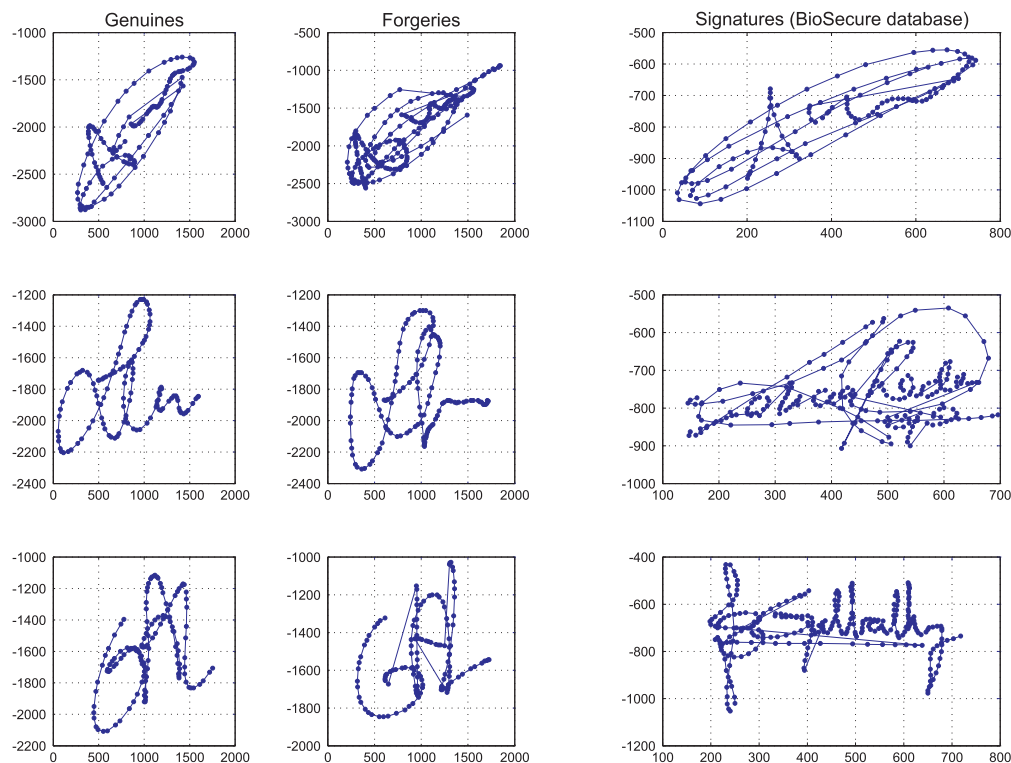 Genuines Forgeries Signatures (BioSecure database)
-1000 -500 -500
-1500 -1000 -600
-2000 -1500 -700
-2500 -2000 -800
-3000 -2500 -900
-3000 -1000
-1100
0 500 1000 1500 2000 0 500 1000 1500 2000 0 200 400 600 800
-1200 -1200 -500
-1400 -1400 -600
-1600 -1600 -700
-1800 -1800 -800
-2000 -2000 -900
-2200 -2200 -1000
-2400 -2400
0 500 1000 1500 2000 0 500 1000 1500 2000 100 200 300 400 500 600 700
-1000 -1000 -400
-1200 -1200 -600
-1400 -1400 -800
-1600 -1600 -1000
-1800 -1800 -1200
-2000 -2000
-2200
0 500 1000 1500 2000 0 500 1000 1500 2000 100 200 300 400 500 600 700 800